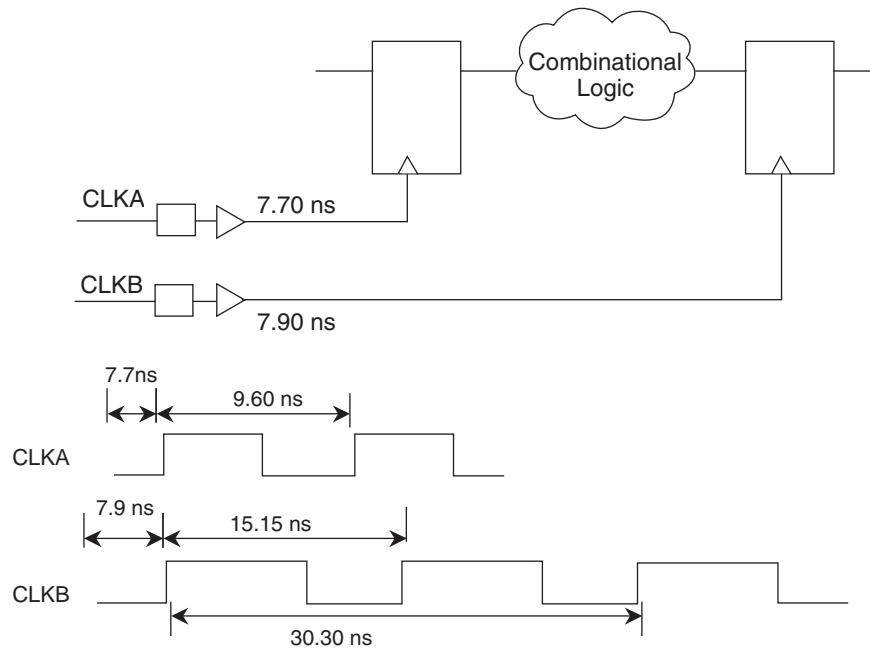 Combinational
Logic
CLKA
7.70 ns
CLKB
7.90 ns
7.7ns
9.60 ns
CLKA
7.9 ns
15.15 ns
CLKB
30.30 ns